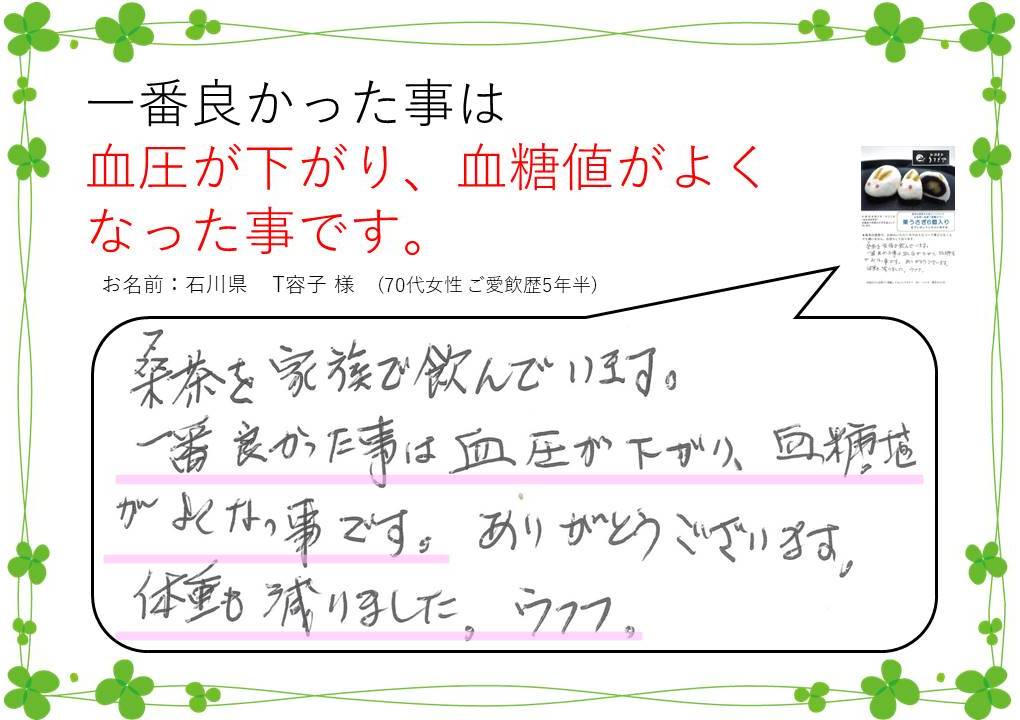 一番良かった事は
血圧が下がり、血糖値がよく
なった事です。
お名前：石川県　T容子 様　(70代女性 ご愛飲歴5年半)
桑茶を家族で飲んでいます。
一番良かった事は血圧が下がり、血糖値
がよくなっ事です。ありがとうございます。
体重も減りました。ウフフ。